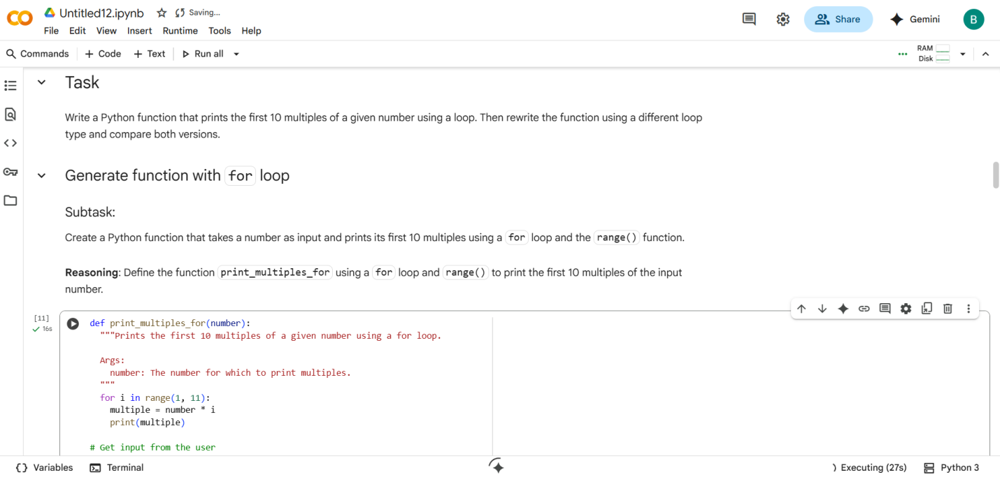 Untitled12.ipynb Saving...
File Edit View Insert Runtime Tools Help
Share Gemini B
Commands + Code + Text Run all
RAM
Disk
Task
Write a Python function that prints the first 10 multiples of a given number using a loop. Then rewrite the function using a different loop
type and compare both versions.
Generate function with for loop
Subtask:
Create a Python function that takes a number as input and prints its first 10 multiples using a for loop and the range() function.
Reasoning: Define the function print_multiples_for using a for loop and range() to print the first 10 multiples of the input
number.
[11]
16s
def print_multiples_for(number):
"""Prints the first 10 multiples of a given number using a for loop.
Args:
number: The number for which to print multiples.
"""
for i in range(1, 11):
multiple = number * i
print(multiple)
# Get input from the user
{} Variables Terminal Executing (27s) Python 3